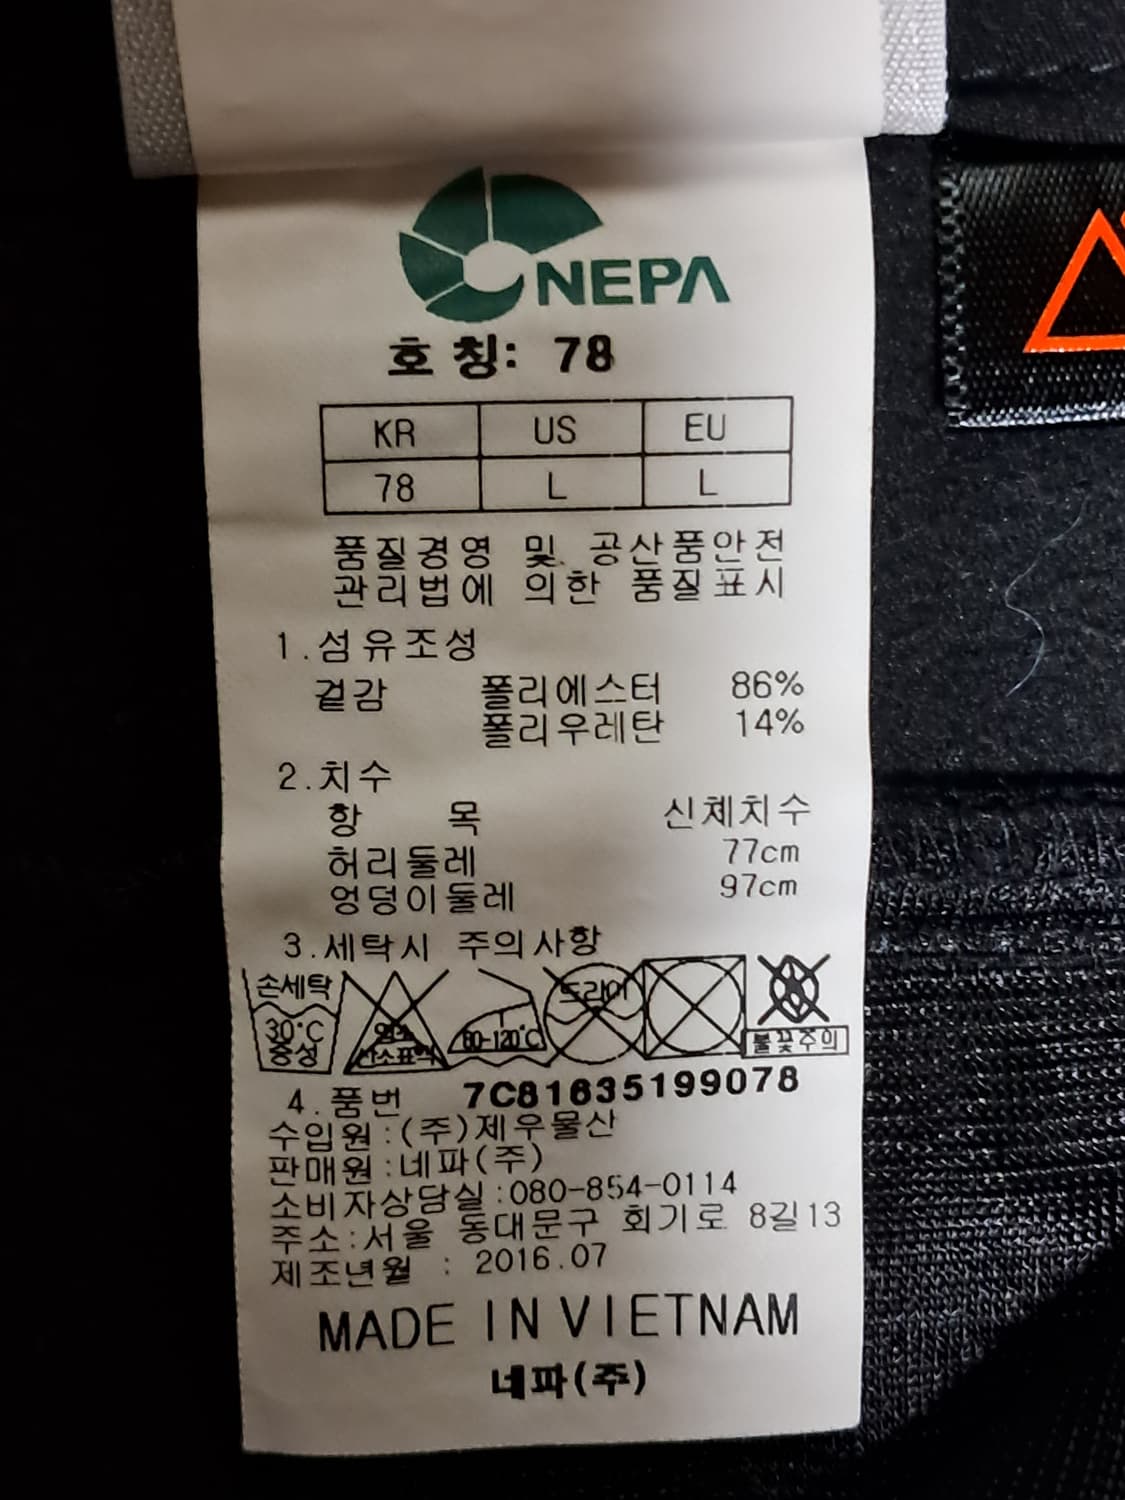 NEPA
호 칭: 78
KR US EU
78 L L
품질경영 및 공산품안전
관리법에 의한 품질표시
1.섬유조성
겉감 폴리에스터 86%
폴리우레탄 14%
2.치수
항 목 신체치수
허리둘레 77cm
엉덩이둘레 97cm
3.세탁시 주의사항
손세탁 30°C 중성
염소 산소표백
80-120°C
드라이
불꽃주의
4.품번 7C81635199078
수입원:(주)제우물산
판매원:네파(주)
소비자상담실:080-854-0114
주소:서울 동대문구 회기로 8길13
제조년월 : 2016.07
MADE IN VIETNAM
네파(주)